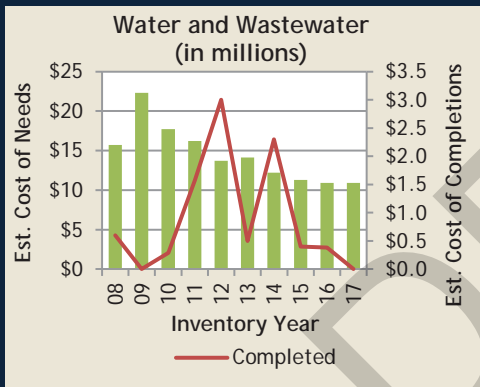 Water and Wastewater
(in millions)
Est. Cost of Needs
$25
$20
$15
$10
$5
$0
$3.5
$3.0
$2.5
$2.0
$1.5
$1.0
$0.5
$0.0
Est. Cost of Completions
08 09 10 11 12 13 14 15 16 17
Inventory Year
Completed